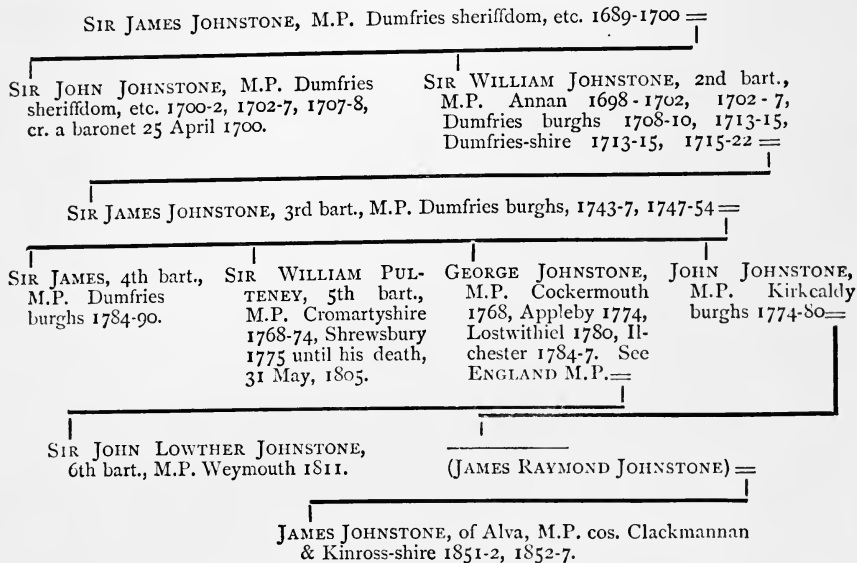 SIR JAMES JOHNSTONE, M.P. Dumfries sheriffdom, etc. 1689-1700 =
SIR JOHN JOHNSTONE, M.P. Dumfries
sheriffdom, etc. 1700-2, 1702-7, 1707-8,
cr. a baronet 25 April 1700.
SIR WILLIAM JOHNSTONE, 2nd bart.,
M.P. Annan 1698-1702, 1702-7,
Dumfries burghs 1708-10, 1713-15,
Dumfries-shire 1713-15, 1715-22 =
SIR JAMES JOHNSTONE, 3rd bart., M.P. Dumfries burghs, 1743-7, 1747-54 =
SIR JAMES, 4th bart.,
M.P. Dumfries
burghs 1784-90.
SIR WILLIAM PUL-
TENEY, 5th bart.,
M.P. Cromartyshire
1768-74, Shrewsbury
1775 until his death,
31 May, 1805.
GEORGE JOHNSTONE,
M.P. Cockermouth
1768, Appleby 1774,
Lostwithiel 1780, Il-
chester 1784-7. See
ENGLAND M.P. =
JOHN JOHNSTONE,
M.P. Kirkcaldy
burghs 1774-80 =
SIR JOHN LOWTHER JOHNSTONE,
6th bart., M.P. Weymouth 1811.
(JAMES RAYMOND JOHNSTONE) =
JAMES JOHNSTONE, of Alva, M.P. cos. Clackmannan
& Kinross-shire 1851-2, 1852-7.